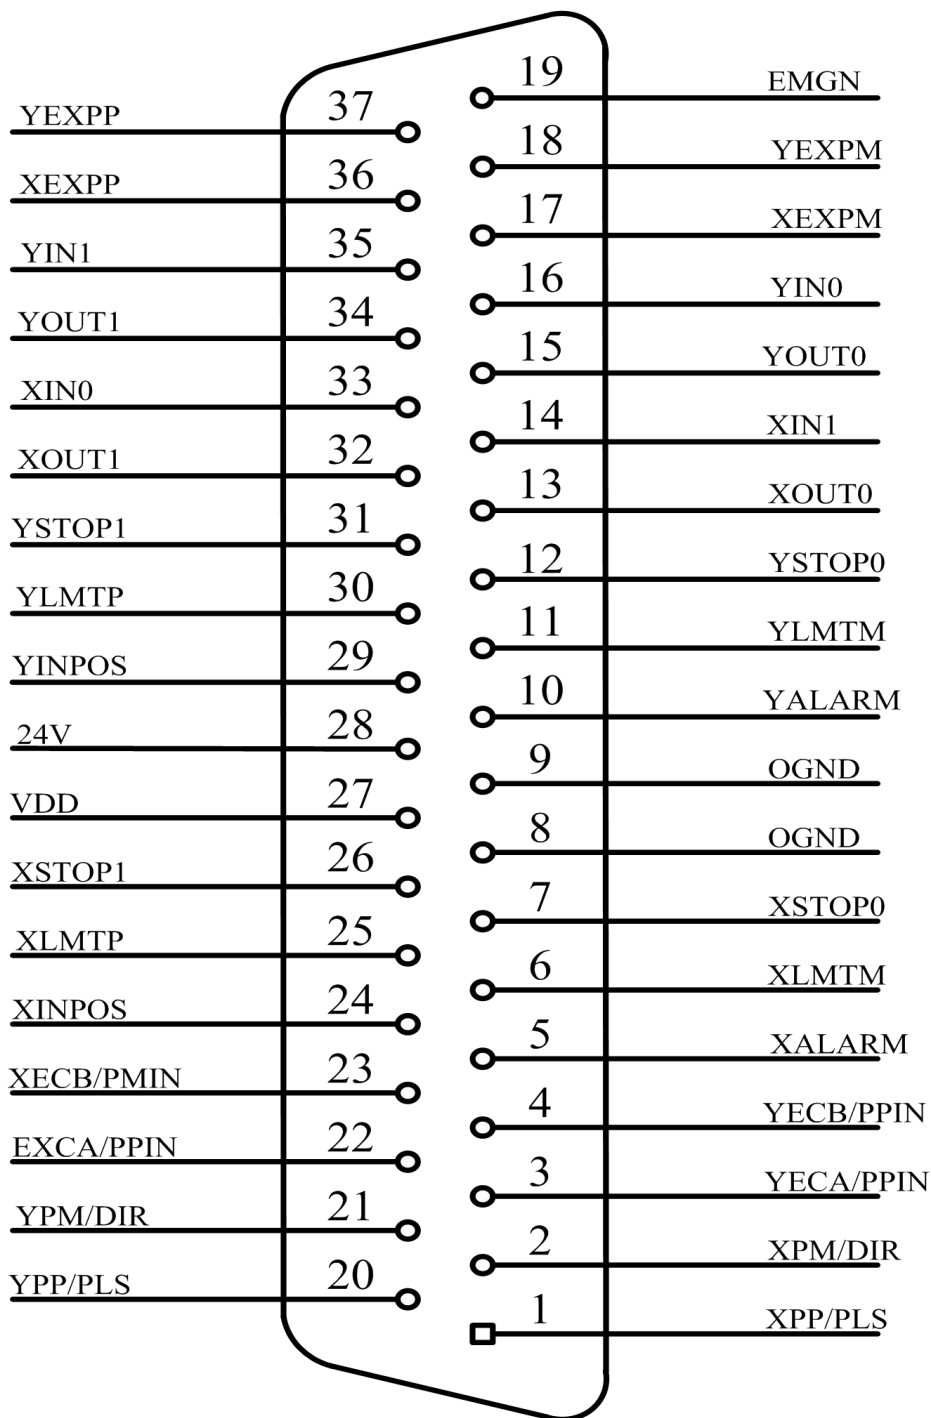 19 EMGN
YEXPP 37
18 YEXPM
XEXPP 36
17 XEXPM
YIN1 35
16 YIN0
YOUT1 34
15 YOUT0
XIN0 33
14 XIN1
XOUT1 32
13 XOUT0
YSTOP1 31
12 YSTOP0
YLMTP 30
11 YLMTM
YINPOS 29
10 YALARM
24V 28
9 OGND
VDD 27
8 OGND
XSTOP1 26
7 XSTOP0
XLMTP 25
6 XLMTM
XINPOS 24
5 XALARM
XECB/PMIN 23
4 YECB/PPIN
EXCA/PPIN 22
3 YECA/PPIN
YPM/DIR 21
2 XPM/DIR
YPP/PLS 20
1 XPP/PLS